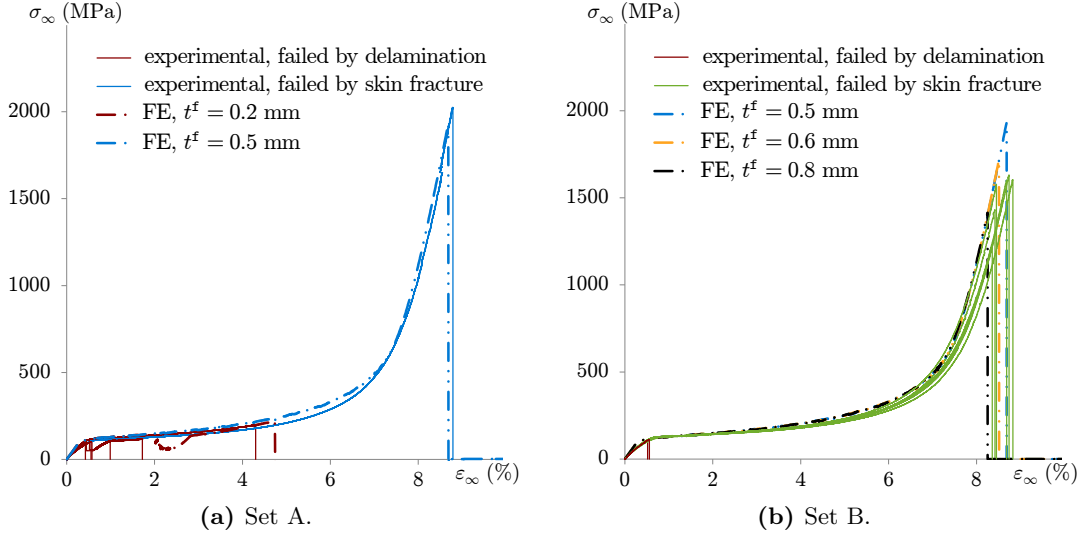 σ∞ (MPa)
experimental, failed by delamination
experimental, failed by skin fracture
FE, tᶠ = 0.2 mm
FE, tᶠ = 0.5 mm
2000
1500
1000
500
0
0 2 4 6 8 ε∞ (%)
(a) Set A.
σ∞ (MPa)
experimental, failed by delamination
experimental, failed by skin fracture
FE, tᶠ = 0.5 mm
FE, tᶠ = 0.6 mm
FE, tᶠ = 0.8 mm
2000
1500
1000
500
0
0 2 4 6 8 ε∞ (%)
(b) Set B.